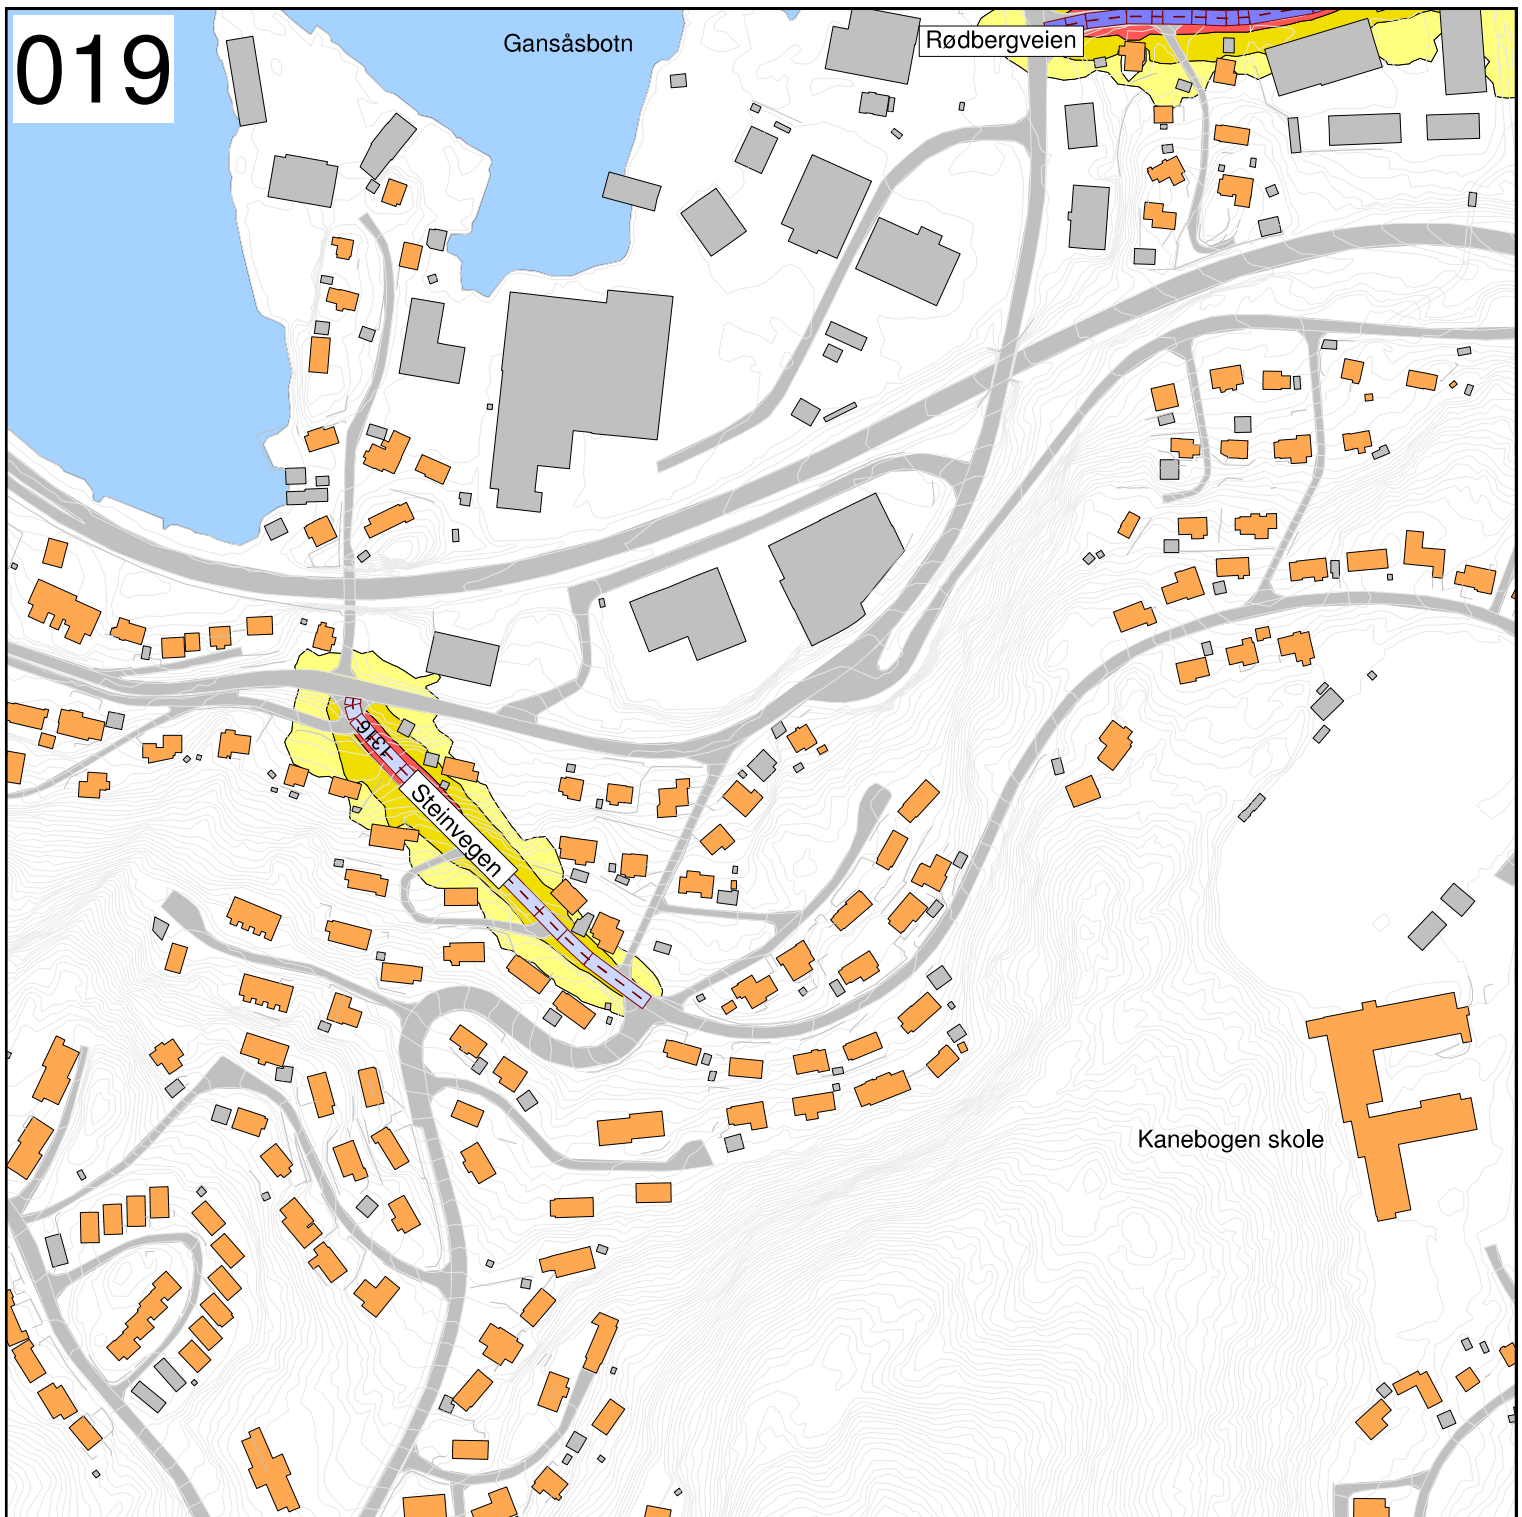 019
Gansåsbotn
Rødbergveien
1316
Steinvegen
Kanebogen skole